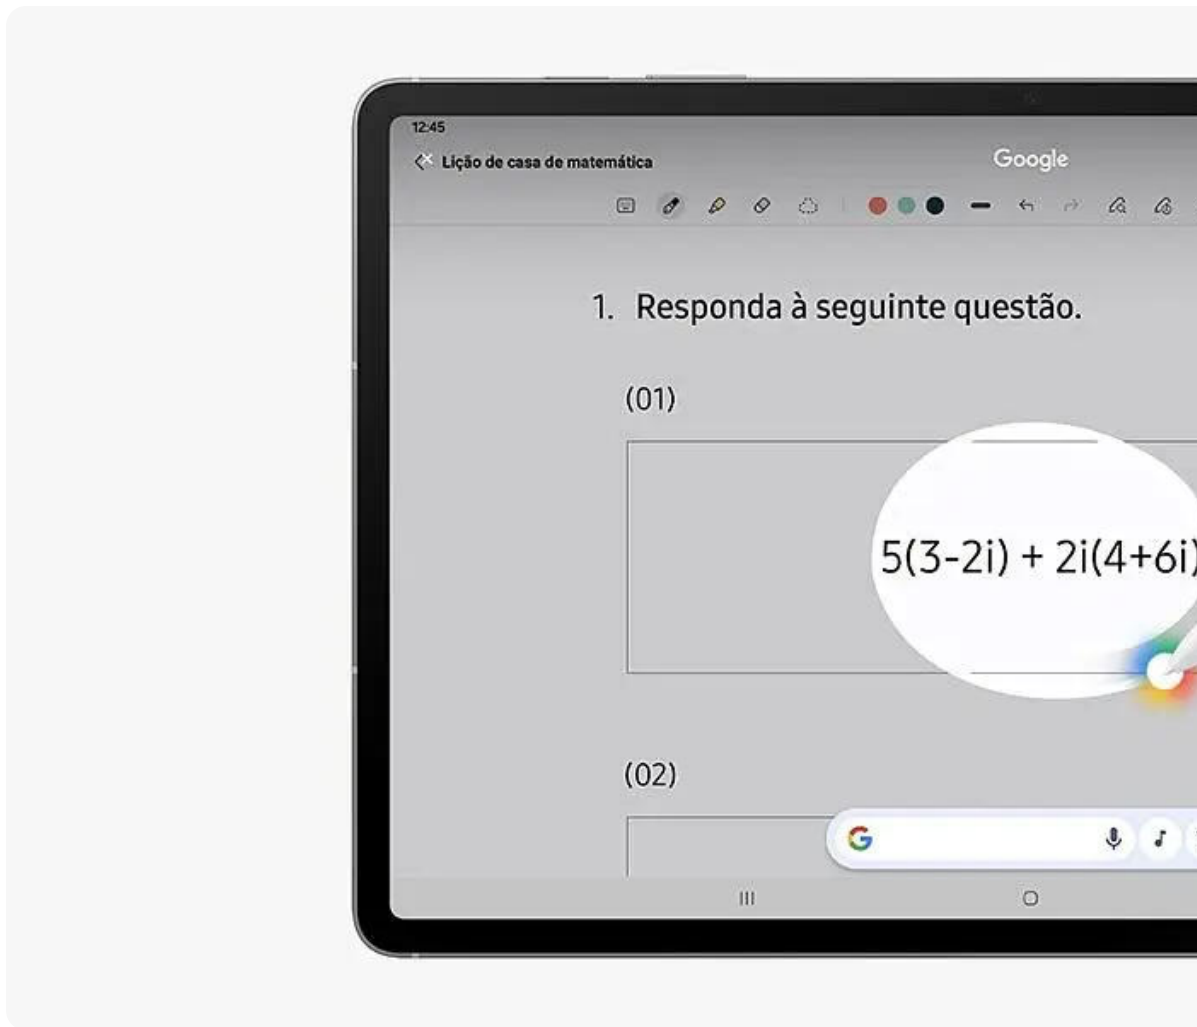 12:45
Lição de casa de matemática
Google
1. Responda à seguinte questão.
(01)
5(3-2i) + 2i(4+6i)
(02)